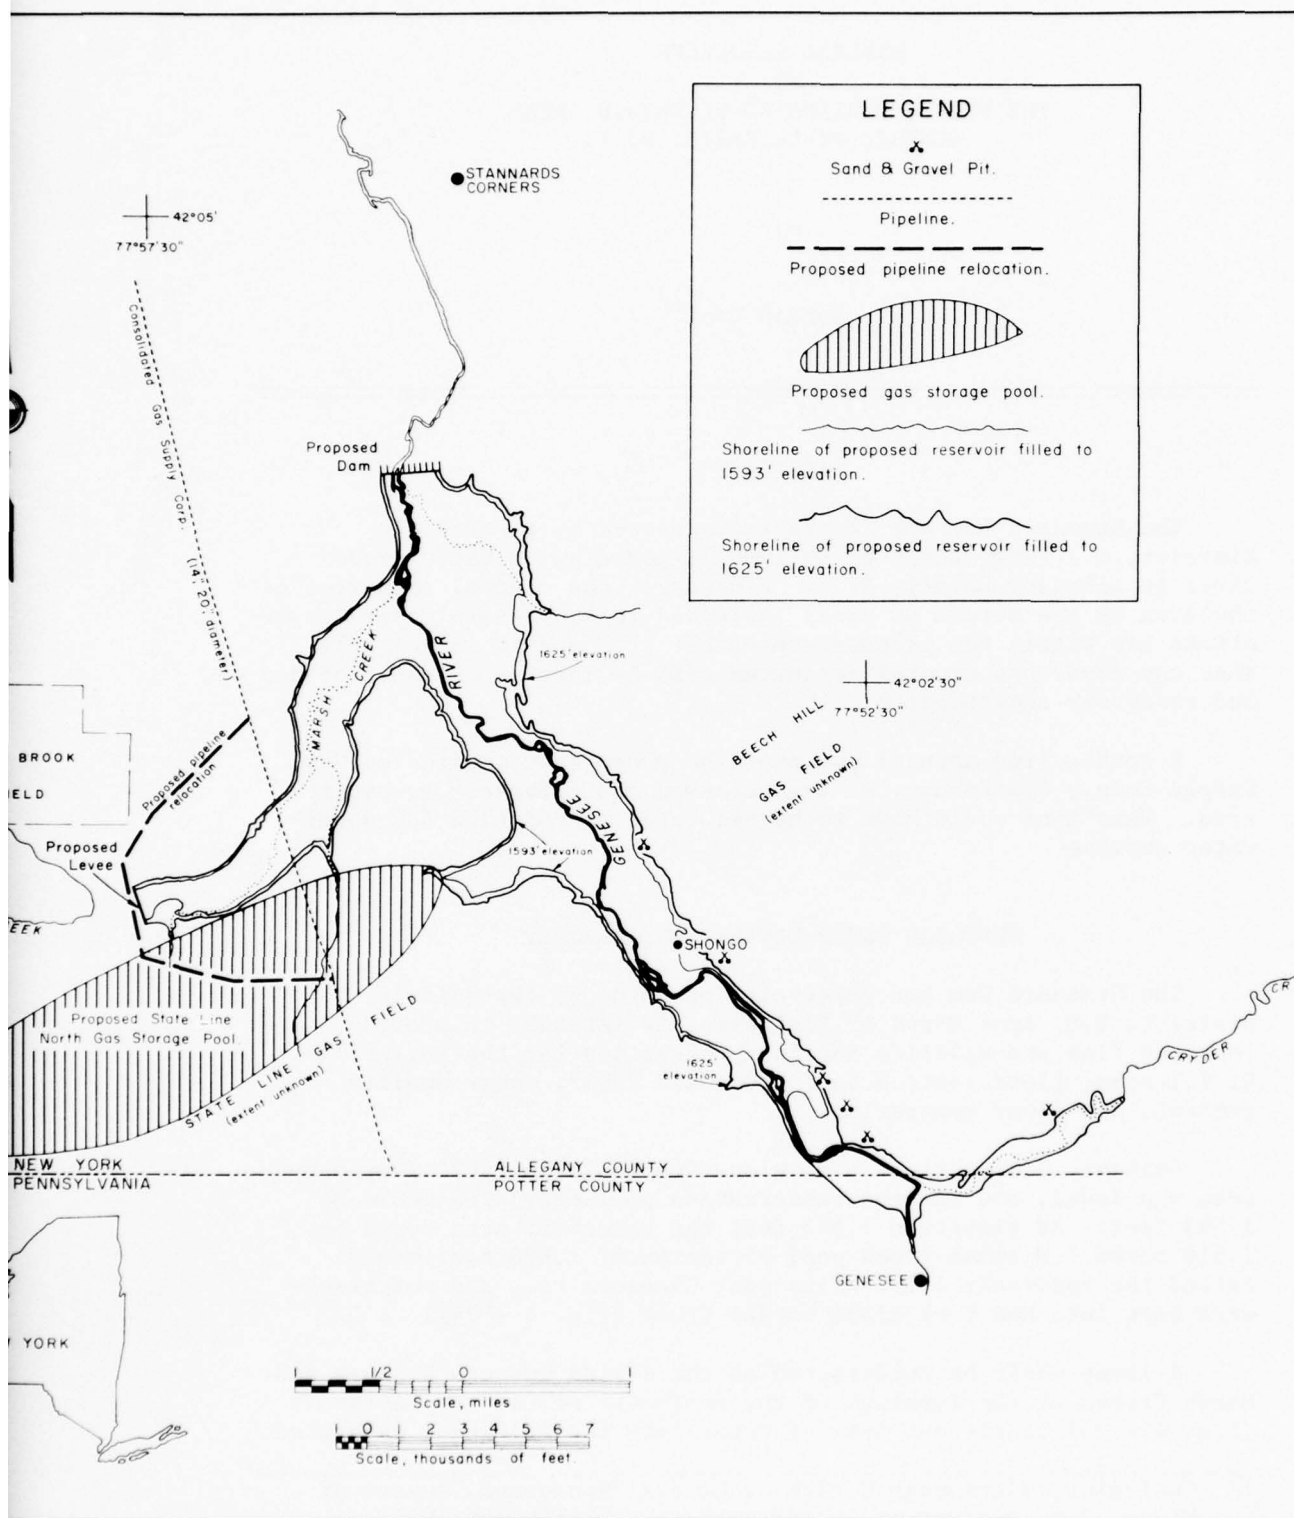 LEGEND
Sand & Gravel Pit.
Pipeline.
Proposed pipeline relocation.
Proposed gas storage pool.
Shoreline of proposed reservoir filled to
1593' elevation.
Shoreline of proposed reservoir filled to
1625' elevation.
STANNARDS
CORNERS
42°05'
77°57'30"
Consolidated Gas Supply Corp. (14", 20" diameter)
Proposed
Dam
RIVER
1625' elevation
MARSH CREEK
42°02'30"
77°52'30"
BEECH HILL
GAS FIELD
(extent unknown)
BROOK
IELD
Proposed pipeline
relocation
GENESEE
Proposed
Levee
1593' elevation
EEK
SHONGO
Proposed State Line
North Gas Storage Pool.
STATE LINE GAS FIELD
(extent unknown)
1625'
elevation
CRYDER
CR
NEW YORK
PENNSYLVANIA
ALLEGANY COUNTY
POTTER COUNTY
GENESEE
YORK
1 1/2 0 1
Scale, miles
1 0 1 2 3 4 5 6 7
Scale, thousands of feet.